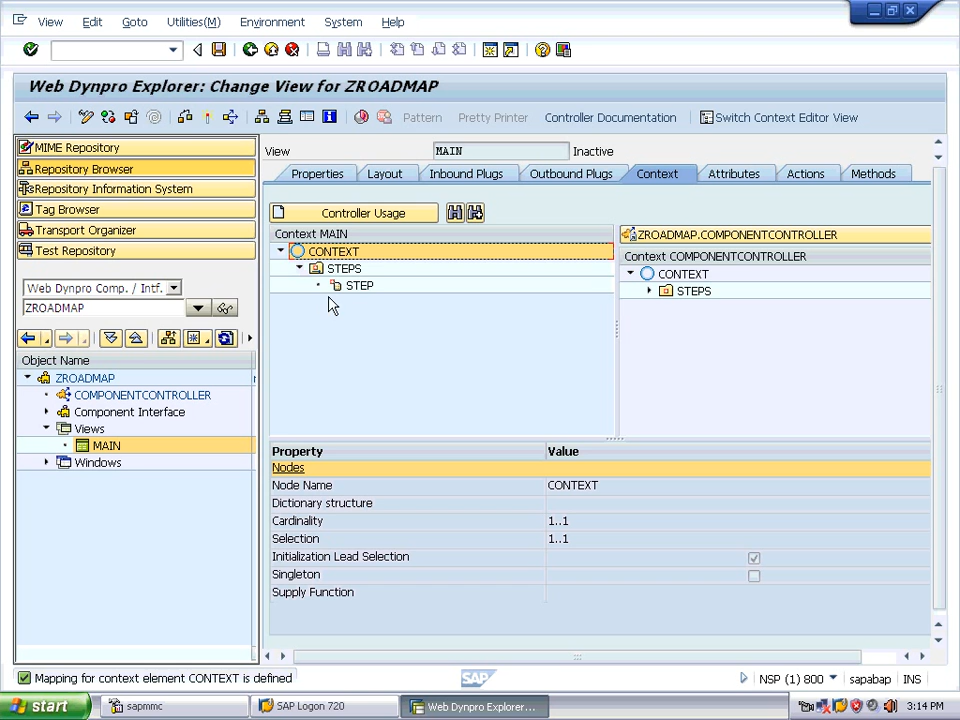 View Edit Goto Utilities(M) Environment System Help
Web Dynpro Explorer: Change View for ZROADMAP
Pattern Pretty Printer Controller Documentation Switch Context Editor View
MIME Repository
Repository Browser
Repository Information System
Tag Browser
Transport Organizer
Test Repository
Web Dynpro Comp. / Intf.
ZROADMAP
Object Name
ZROADMAP
COMPONENTCONTROLLER
Component Interface
Views
MAIN
Windows
View MAIN Inactive
Properties Layout Inbound Plugs Outbound Plugs Context Attributes Actions Methods
Controller Usage
Context MAIN
CONTEXT
STEPS
STEP
ZROADMAP.COMPONENTCONTROLLER
Context COMPONENTCONTROLLER
CONTEXT
STEPS
Property Value
Nodes
Node Name CONTEXT
Dictionary structure
Cardinality 1..1
Selection 1..1
Initialization Lead Selection
Singleton
Supply Function
Mapping for context element CONTEXT is defined
SAP
NSP (1) 800 sapabap INS
start sapmmc SAP Logon 720 Web Dynpro Explorer... 3:14 PM